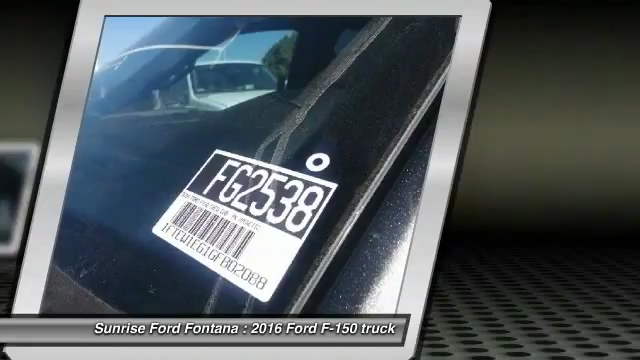 FG2538
1FTEW1EG1GFB02088
Sunrise Ford Fontana : 2016 Ford F-150 truck